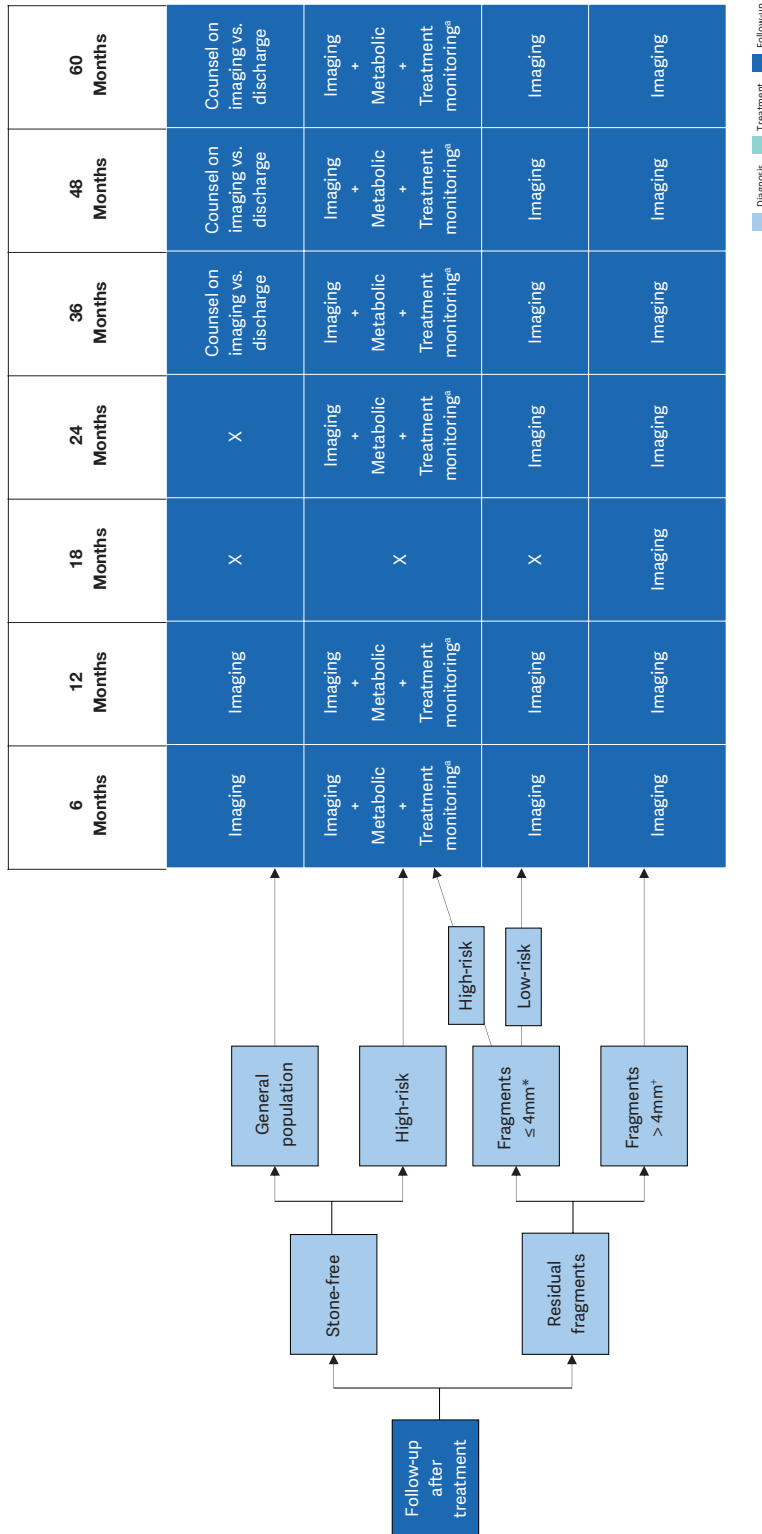 Follow-up
after
treatment
Stone-free
Residual
fragments
General
population
High-risk
Fragments
≤ 4mm*
Fragments
> 4mm⁺
High-risk
Low-risk
6
Months
12
Months
18
Months
24
Months
36
Months
48
Months
60
Months
Imaging
Imaging
X
X
Counsel on
imaging vs.
discharge
Counsel on
imaging vs.
discharge
Counsel on
imaging vs.
discharge
Imaging
+
Metabolic
+
Treatment
monitoringᵃ
Imaging
+
Metabolic
+
Treatment
monitoringᵃ
X
Imaging
+
Metabolic
+
Treatment
monitoringᵃ
Imaging
+
Metabolic
+
Treatment
monitoringᵃ
Imaging
+
Metabolic
+
Treatment
monitoringᵃ
Imaging
+
Metabolic
+
Treatment
monitoringᵃ
Imaging
Imaging
X
Imaging
Imaging
Imaging
Imaging
Imaging
Imaging
Imaging
Imaging
Imaging
Imaging
Imaging
Diagnosis
Treatment
Follow-up